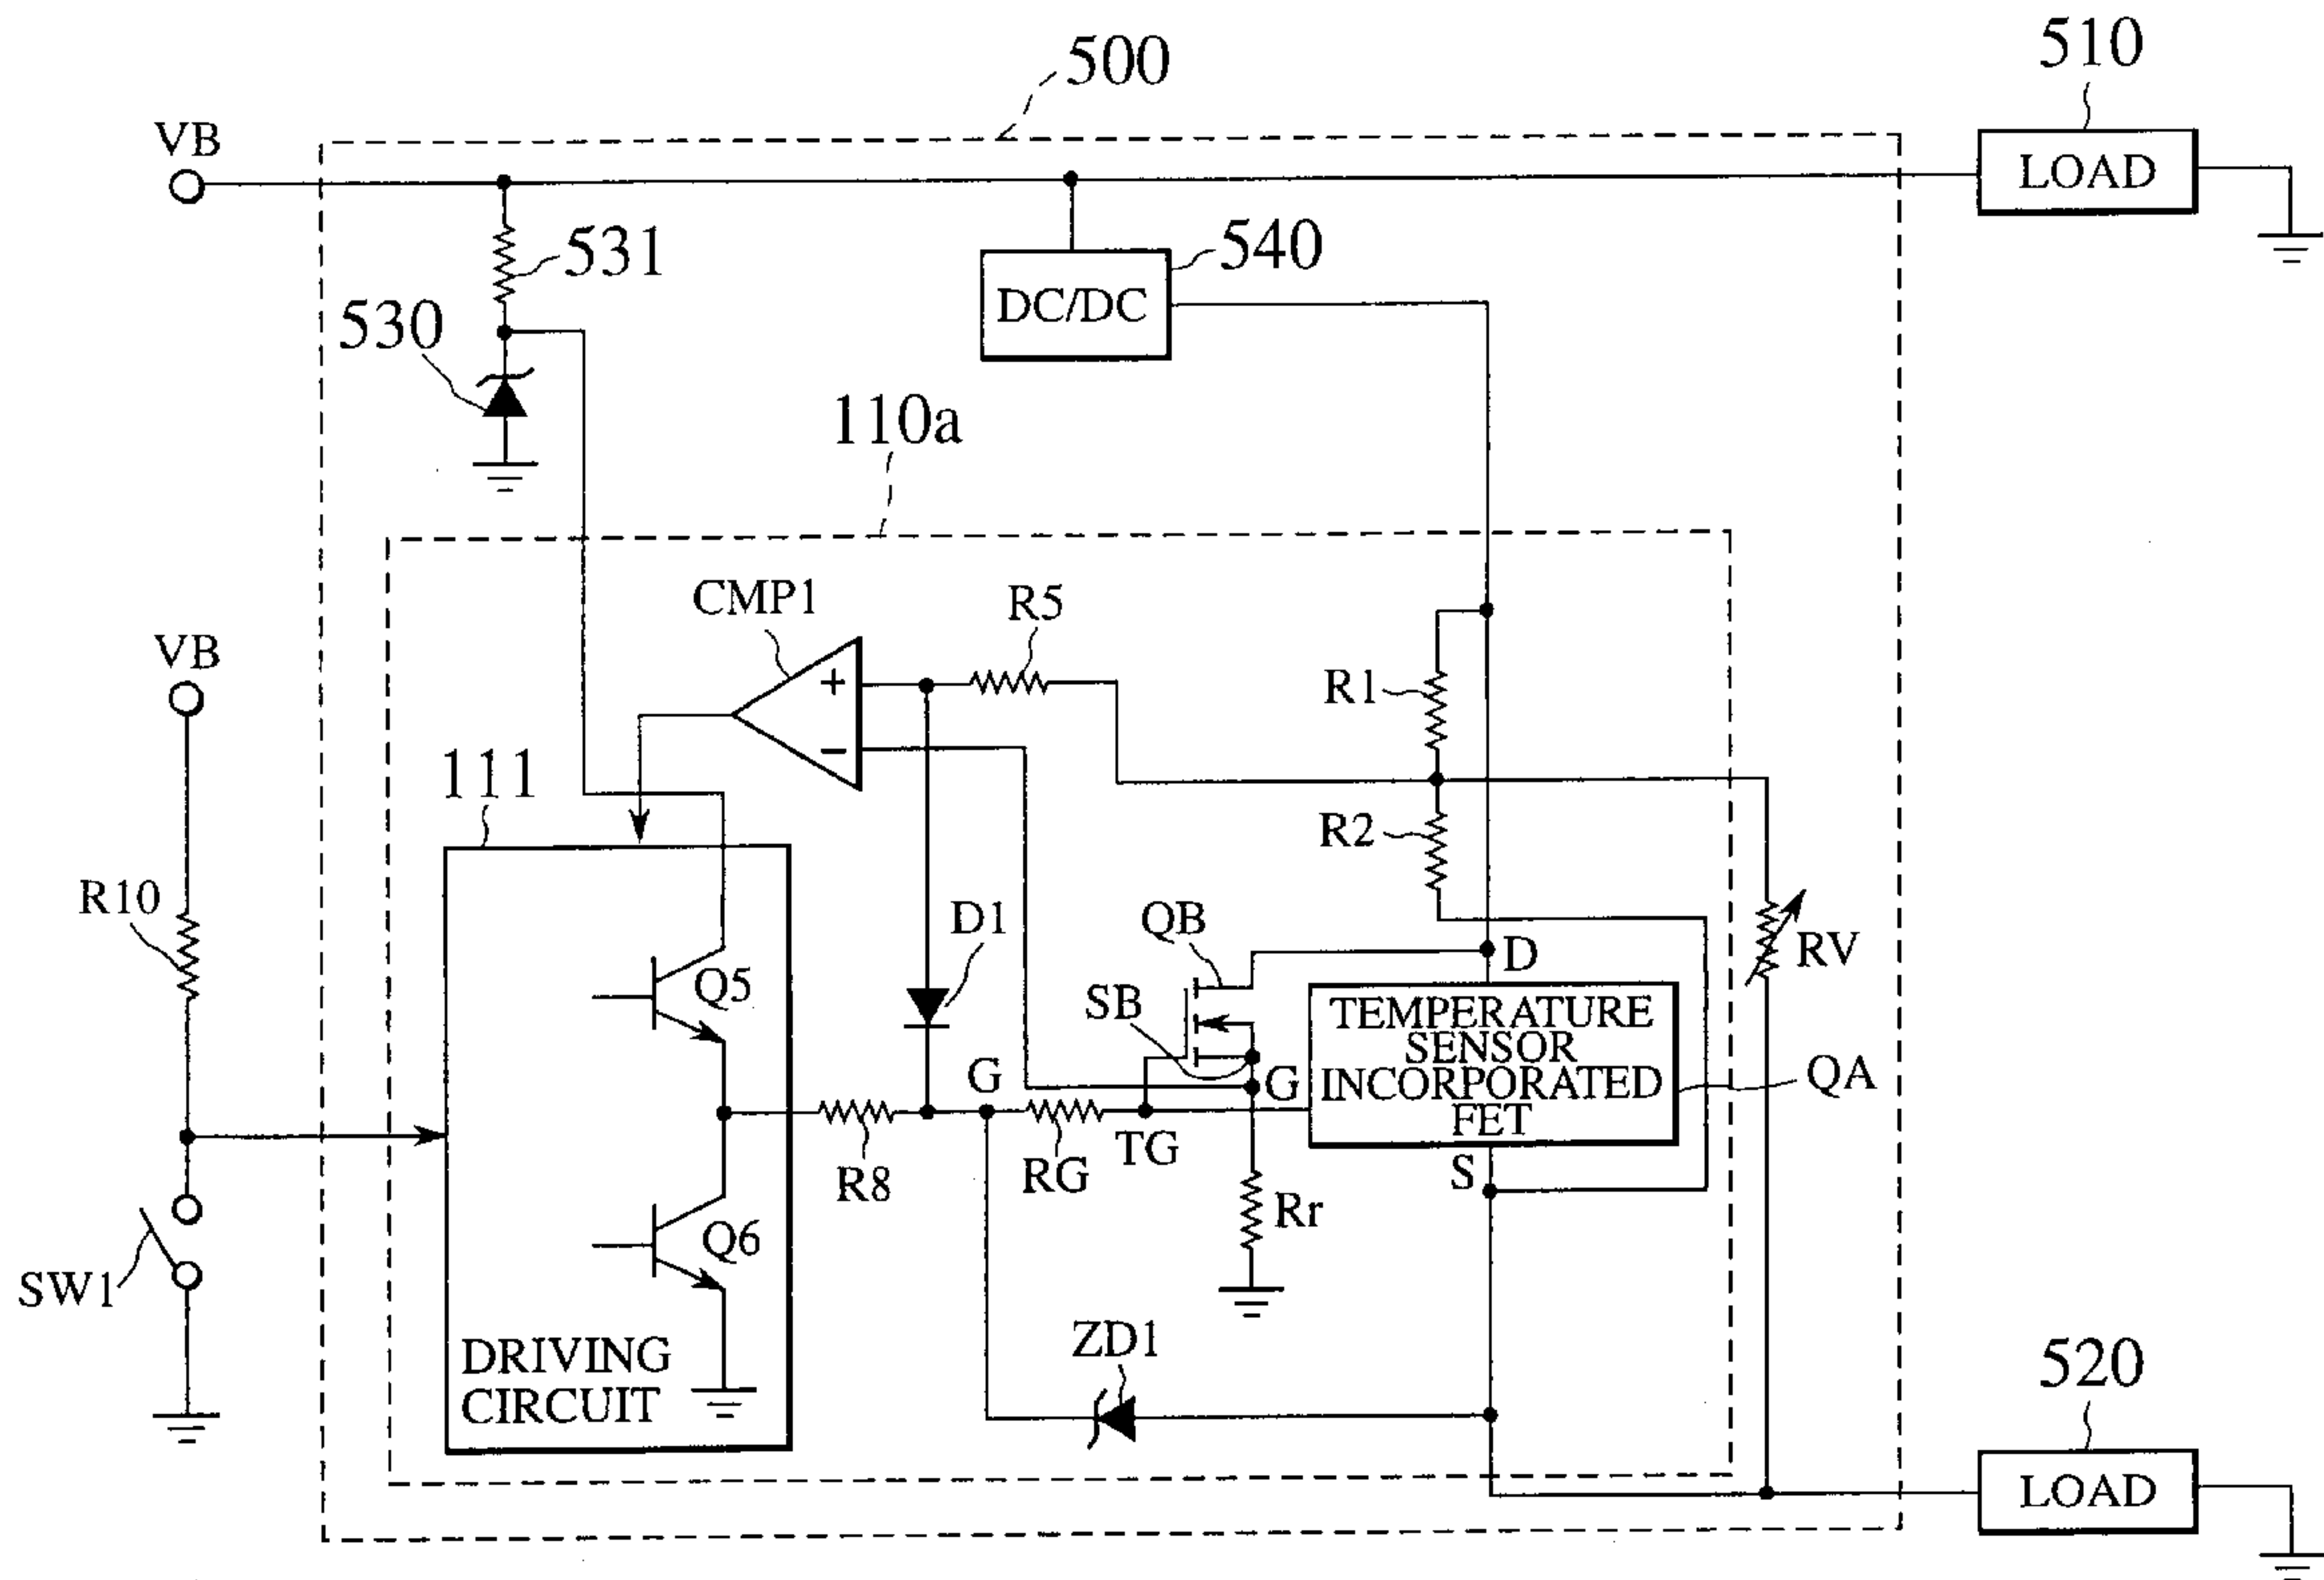 500
510
VB
LOAD
531
540
DC/DC
530
110a
CMP1
R5
VB
+
R1
−
111
R2
R10
D1
QB
D
RV
Q5
SB
TEMPERATURE
SENSOR
INCORPORATED
FET
G
G
QA
R8
RG
TG
S
Rr
Q6
SW1
ZD1
DRIVING
CIRCUIT
520
LOAD